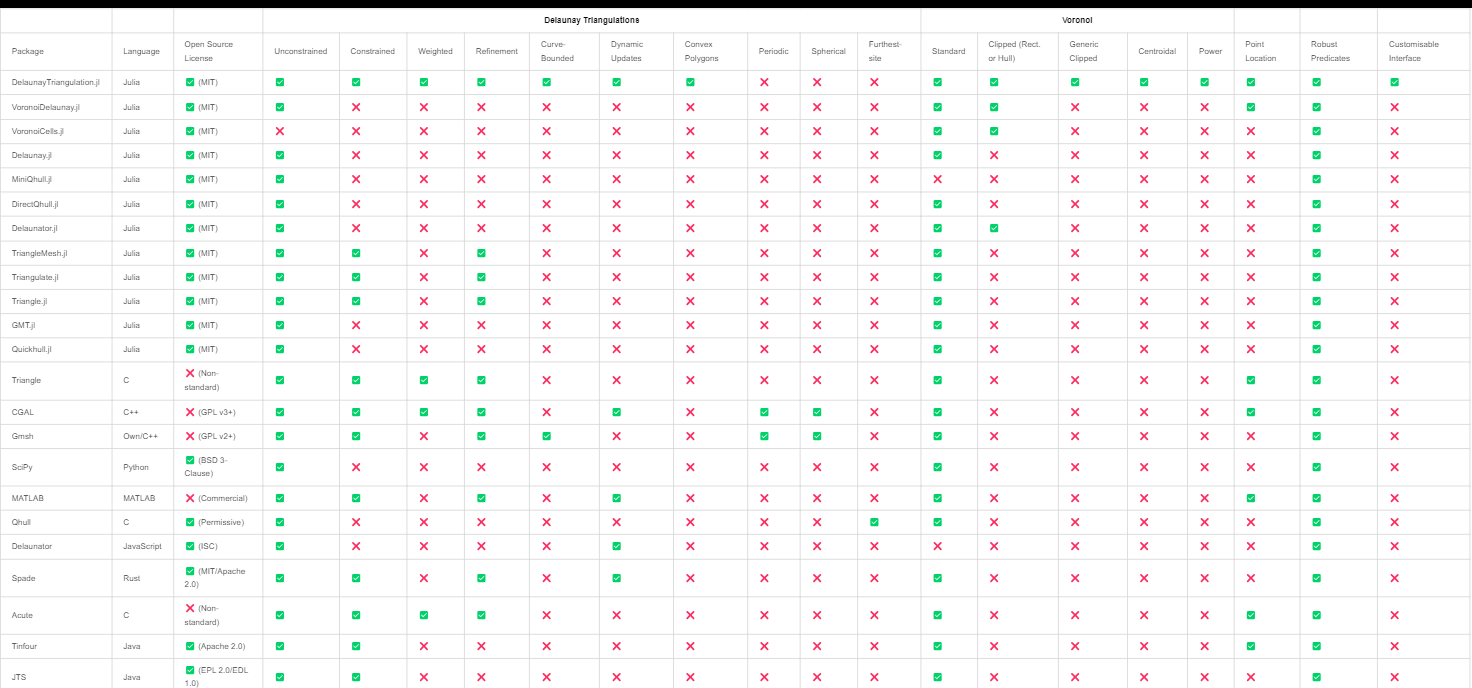 Delaunay Triangulations Voronoi
Package Language Open Source License Unconstrained Constrained Weighted Refinement Curve-Bounded Dynamic Updates Convex Polygons Periodic Spherical Furthest-site Standard Clipped (Rect. or Hull) Generic Clipped Centroidal Power Point Location Robust Predicates Customisable Interface
DelaunayTriangulation.jl Julia ✅ (MIT) ✅ ✅ ✅ ✅ ✅ ✅ ✅ ❌ ❌ ❌ ✅ ✅ ✅ ✅ ✅ ✅ ✅ ✅
VoronoiDelaunay.jl Julia ✅ (MIT) ✅ ❌ ❌ ❌ ❌ ❌ ❌ ❌ ❌ ❌ ✅ ✅ ❌ ❌ ❌ ✅ ✅ ❌
VoronoiCells.jl Julia ✅ (MIT) ❌ ❌ ❌ ❌ ❌ ❌ ❌ ❌ ❌ ❌ ✅ ✅ ❌ ❌ ❌ ❌ ✅ ❌
Delaunay.jl Julia ✅ (MIT) ✅ ❌ ❌ ❌ ❌ ❌ ❌ ❌ ❌ ❌ ✅ ❌ ❌ ❌ ❌ ❌ ✅ ❌
MiniQhull.jl Julia ✅ (MIT) ✅ ❌ ❌ ❌ ❌ ❌ ❌ ❌ ❌ ❌ ❌ ❌ ❌ ❌ ❌ ❌ ✅ ❌
DirectQhull.jl Julia ✅ (MIT) ✅ ❌ ❌ ❌ ❌ ❌ ❌ ❌ ❌ ❌ ✅ ❌ ❌ ❌ ❌ ❌ ✅ ❌
Delaunator.jl Julia ✅ (MIT) ✅ ❌ ❌ ❌ ❌ ❌ ❌ ❌ ❌ ❌ ✅ ✅ ❌ ❌ ❌ ❌ ✅ ❌
TriangleMesh.jl Julia ✅ (MIT) ✅ ✅ ❌ ✅ ❌ ❌ ❌ ❌ ❌ ❌ ✅ ❌ ❌ ❌ ❌ ❌ ✅ ❌
Triangulate.jl Julia ✅ (MIT) ✅ ✅ ❌ ✅ ❌ ❌ ❌ ❌ ❌ ❌ ✅ ❌ ❌ ❌ ❌ ❌ ✅ ❌
Triangle.jl Julia ✅ (MIT) ✅ ✅ ❌ ✅ ❌ ❌ ❌ ❌ ❌ ❌ ✅ ❌ ❌ ❌ ❌ ❌ ✅ ❌
GMT.jl Julia ✅ (MIT) ✅ ❌ ❌ ❌ ❌ ❌ ❌ ❌ ❌ ❌ ✅ ❌ ❌ ❌ ❌ ❌ ✅ ❌
Quickhull.jl Julia ✅ (MIT) ✅ ❌ ❌ ❌ ❌ ❌ ❌ ❌ ❌ ❌ ✅ ❌ ❌ ❌ ❌ ❌ ✅ ❌
Triangle C ❌ (Non-standard) ✅ ✅ ✅ ✅ ❌ ❌ ❌ ❌ ❌ ❌ ✅ ❌ ❌ ❌ ❌ ✅ ✅ ❌
CGAL C++ ❌ (GPL v3+) ✅ ✅ ✅ ✅ ❌ ✅ ❌ ✅ ✅ ❌ ✅ ❌ ❌ ❌ ❌ ✅ ✅ ❌
Gmsh Own/C++ ❌ (GPL v2+) ✅ ✅ ❌ ✅ ✅ ❌ ❌ ✅ ✅ ❌ ✅ ❌ ❌ ❌ ❌ ❌ ✅ ❌
SciPy Python ✅ (BSD 3-Clause) ✅ ❌ ❌ ❌ ❌ ❌ ❌ ❌ ❌ ❌ ✅ ❌ ❌ ❌ ❌ ❌ ✅ ❌
MATLAB MATLAB ❌ (Commercial) ✅ ✅ ❌ ✅ ❌ ✅ ❌ ❌ ❌ ❌ ✅ ❌ ❌ ❌ ❌ ✅ ✅ ❌
Qhull C ✅ (Permissive) ✅ ❌ ❌ ❌ ❌ ❌ ❌ ❌ ❌ ✅ ✅ ❌ ❌ ❌ ❌ ❌ ✅ ❌
Delaunator JavaScript ✅ (ISC) ✅ ❌ ❌ ❌ ❌ ✅ ❌ ❌ ❌ ❌ ❌ ❌ ❌ ❌ ❌ ❌ ✅ ❌
Spade Rust ✅ (MIT/Apache 2.0) ✅ ✅ ❌ ✅ ❌ ✅ ❌ ❌ ❌ ❌ ✅ ❌ ❌ ❌ ❌ ❌ ✅ ❌
Acute C ❌ (Non-standard) ✅ ✅ ✅ ✅ ❌ ❌ ❌ ❌ ❌ ❌ ✅ ❌ ❌ ❌ ❌ ✅ ✅ ❌
Tinfour Java ✅ (Apache 2.0) ✅ ✅ ❌ ❌ ❌ ❌ ❌ ❌ ❌ ❌ ✅ ❌ ❌ ❌ ❌ ✅ ✅ ❌
JTS Java ✅ (EPL 2.0/EDL 1.0) ✅ ✅ ❌ ❌ ❌ ❌ ❌ ❌ ❌ ❌ ✅ ❌ ❌ ❌ ❌ ❌ ✅ ❌